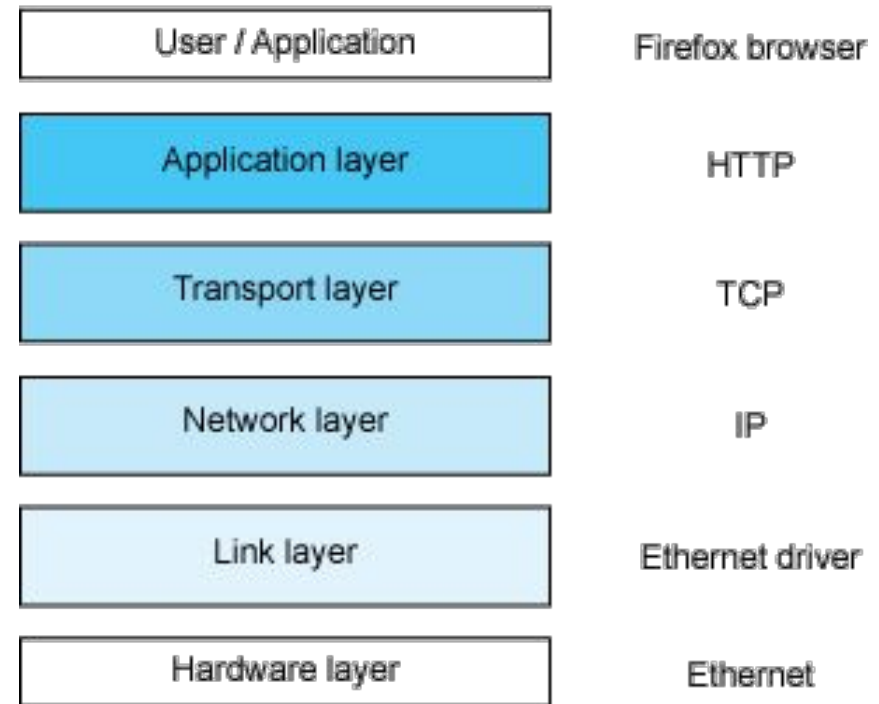 User / Application
Firefox browser
Application layer
HTTP
Transport layer
TCP
Network layer
IP
Link layer
Ethernet driver
Hardware layer
Ethernet